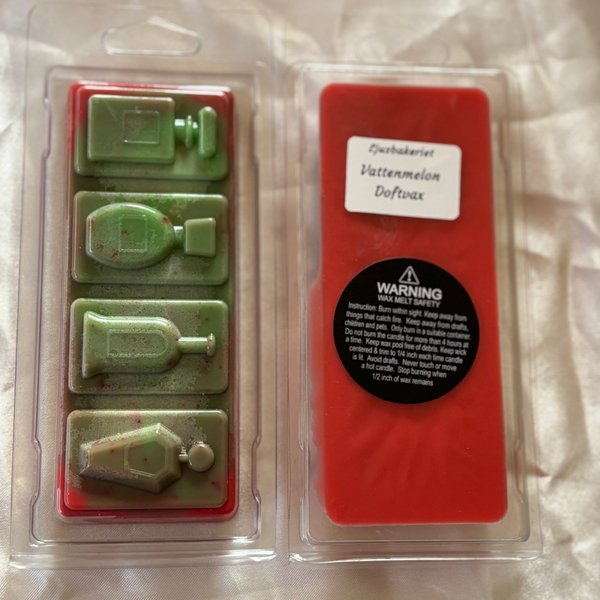 Ljusbakeriet
Vattenmelon
Doftvax
WARNING
WAX MELT SAFETY
Instruction: Burn within sight. Keep away from
things that catch fire. Keep away from drafts,
children and pets. Only burn in a suitable container.
Do not burn the candle for more than 4 hours at
a time. Keep wax pool free of debris. Keep wick
centered & trim to 1/4 inch each time candle
is lit. Avoid drafts. Never touch or move
a hot candle. Stop burning when
1/2 inch of wax remains